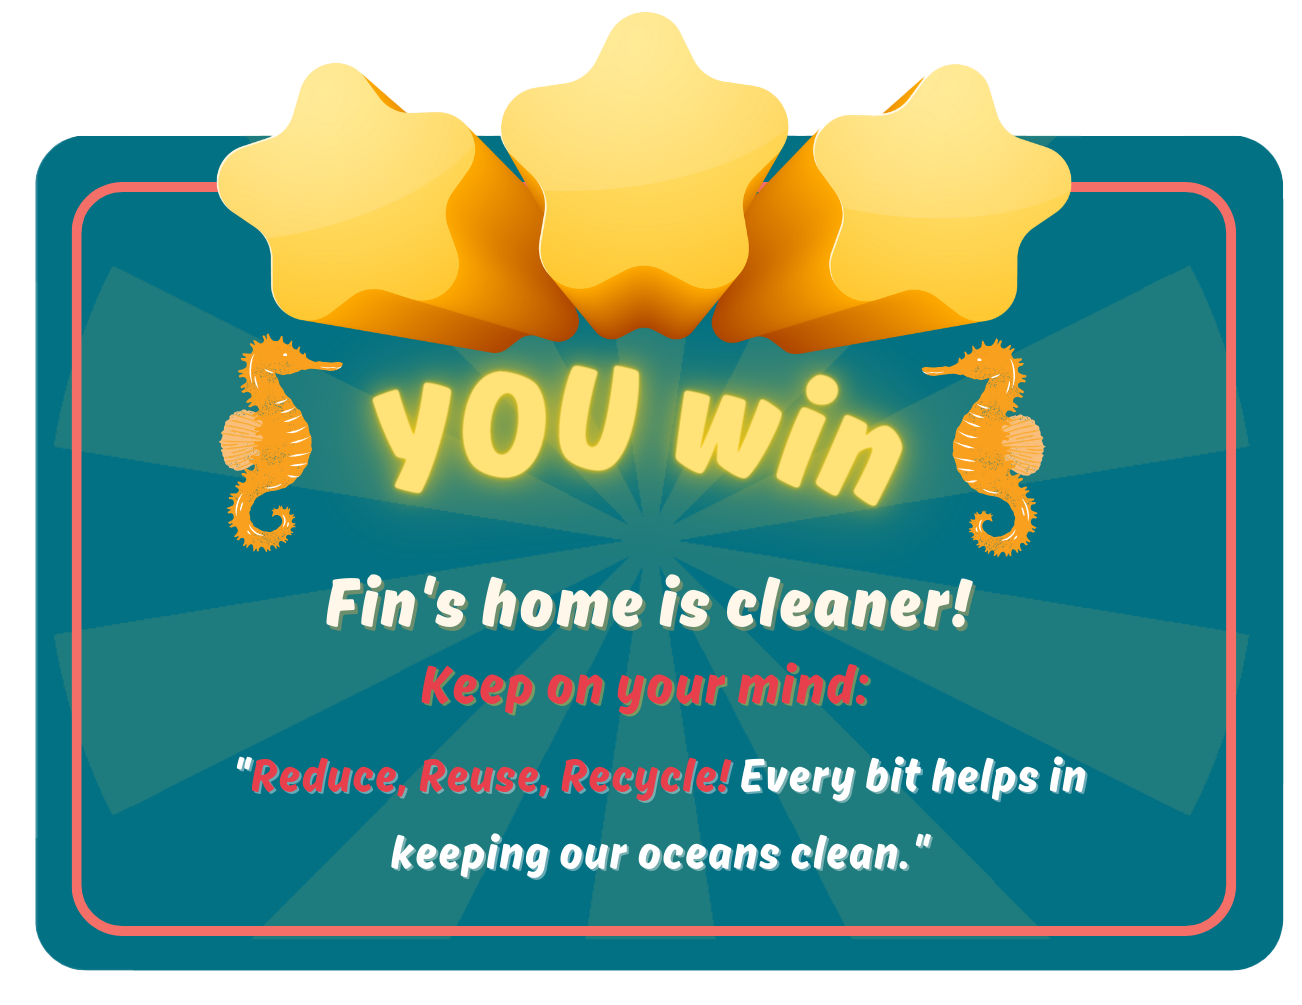 yOU win
Fin's home is cleaner!
Keep on your mind:
"Reduce, Reuse, Recycle! Every bit helps in
keeping our oceans clean."